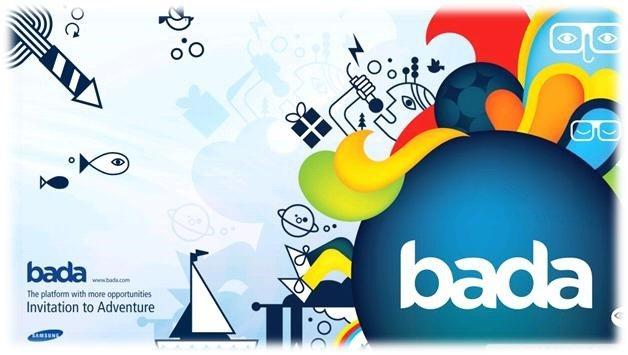 bada www.bada.com
The platform with more opportunities
Invitation to Adventure
SAMSUNG
bada